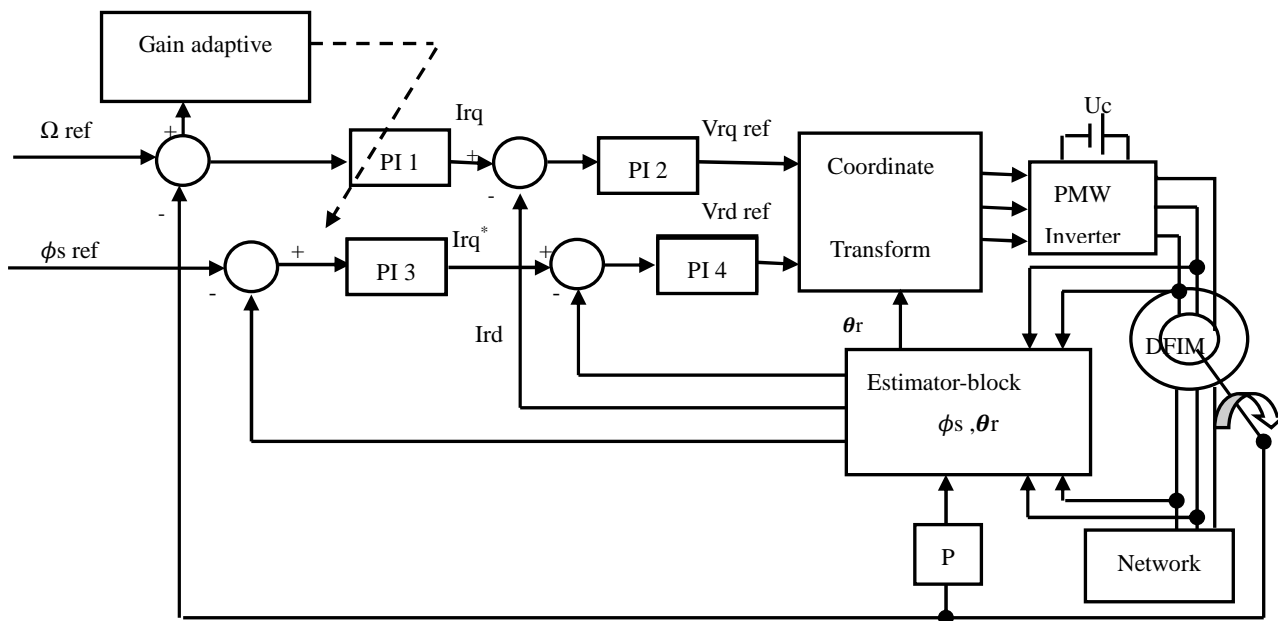 Gain adaptive
Uc
Irq
Ω ref
+
+
Vrq ref
PI 1
PI 2
Coordinate
Transform
PMW
Inverter
-
-
Vrd ref
ϕs ref
+
Irq*
+
PI 3
PI 4
-
-
θr
Ird
DFIM
Estimator-block
ϕs ,θr
P
Network